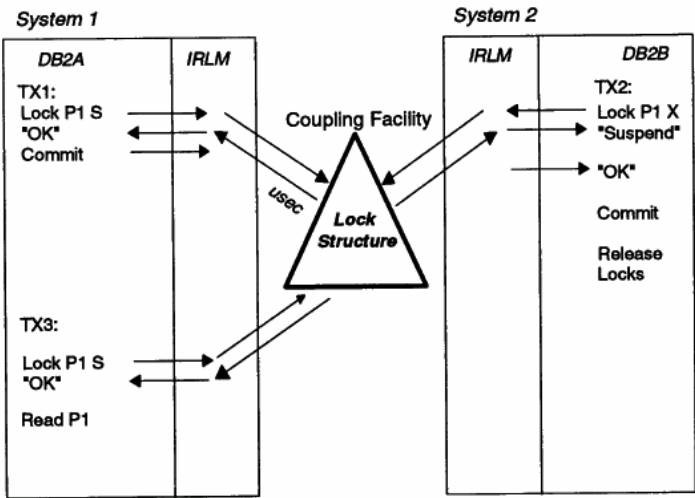 System 1
DB2A
IRLM
TX1:
Lock P1 S
"OK"
Commit
TX3:
Lock P1 S
"OK"
Read P1
Coupling Facility
usec
Lock
Structure
System 2
IRLM
DB2B
TX2:
Lock P1 X
"Suspend"
"OK"
Commit
Release
Locks